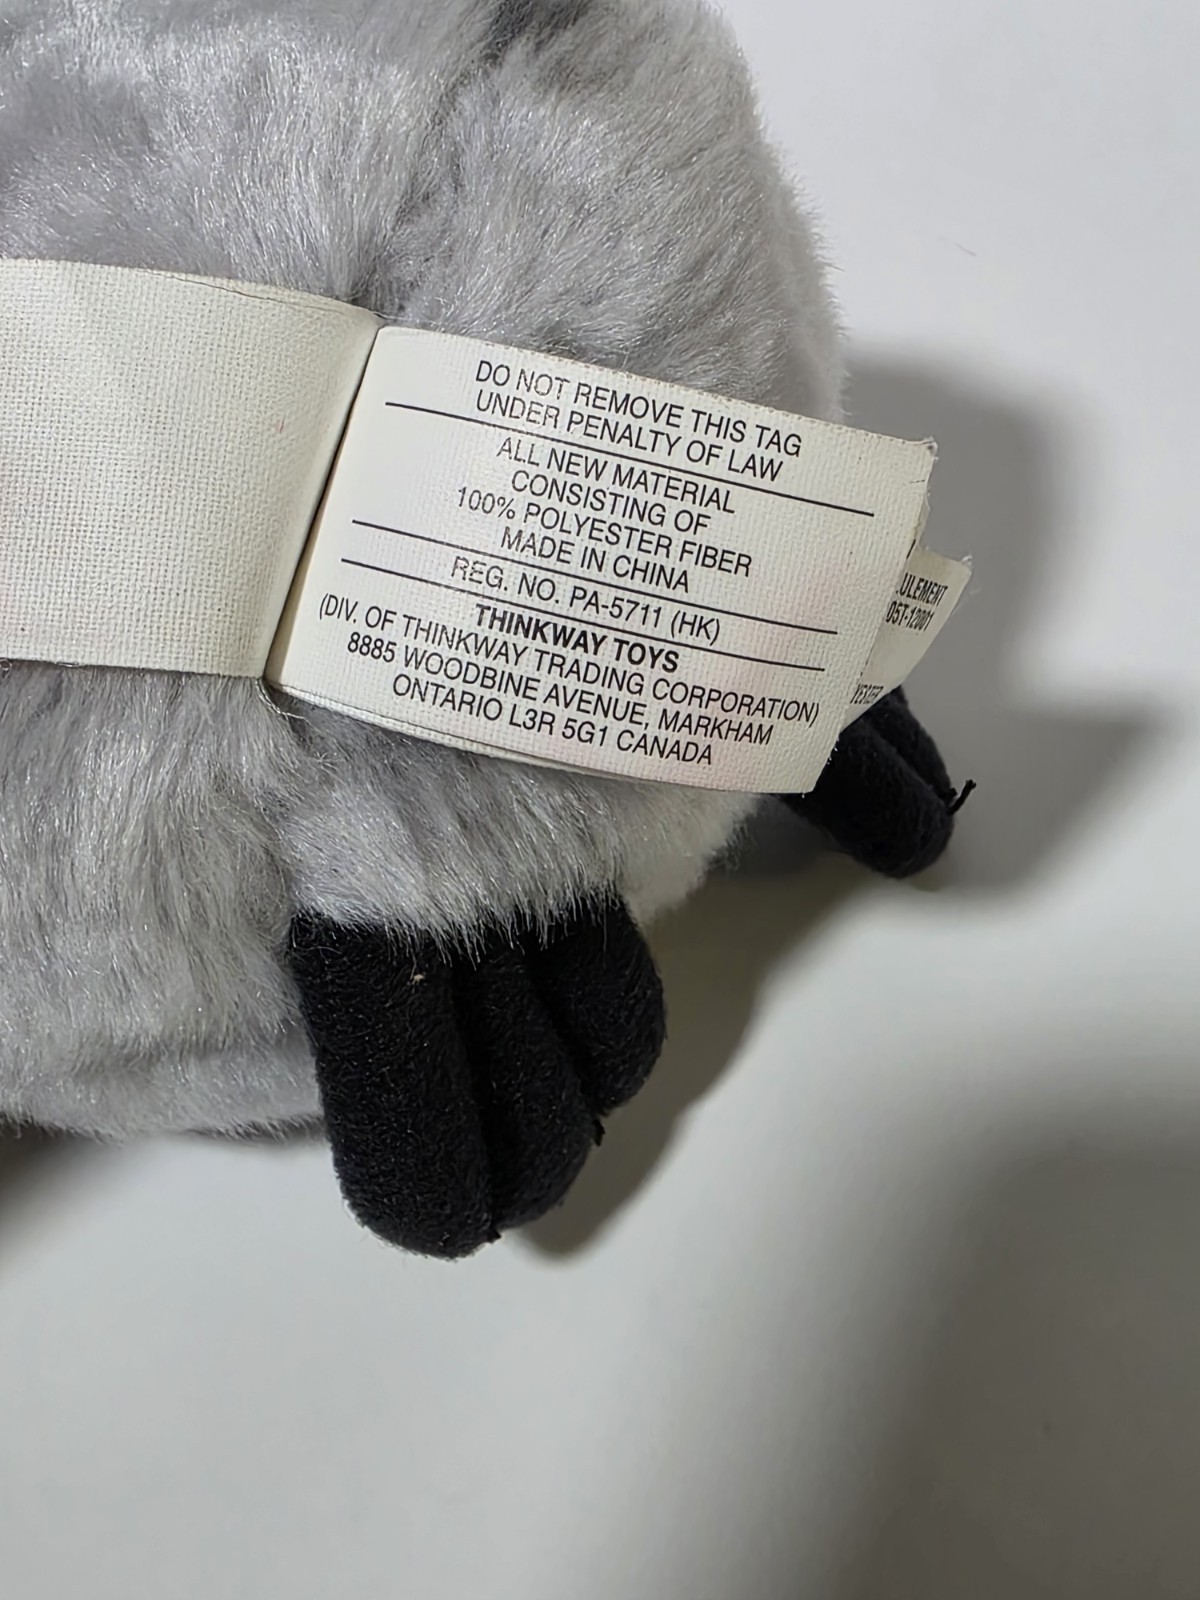 DO NOT REMOVE THIS TAG
UNDER PENALTY OF LAW
ALL NEW MATERIAL
CONSISTING OF
100% POLYESTER FIBER
MADE IN CHINA
REG. NO. PA-5711 (HK)
THINKWAY TOYS
(DIV. OF THINKWAY TRADING CORPORATION)
8885 WOODBINE AVENUE, MARKHAM
ONTARIO L3R 5G1 CANADA
05T-12001